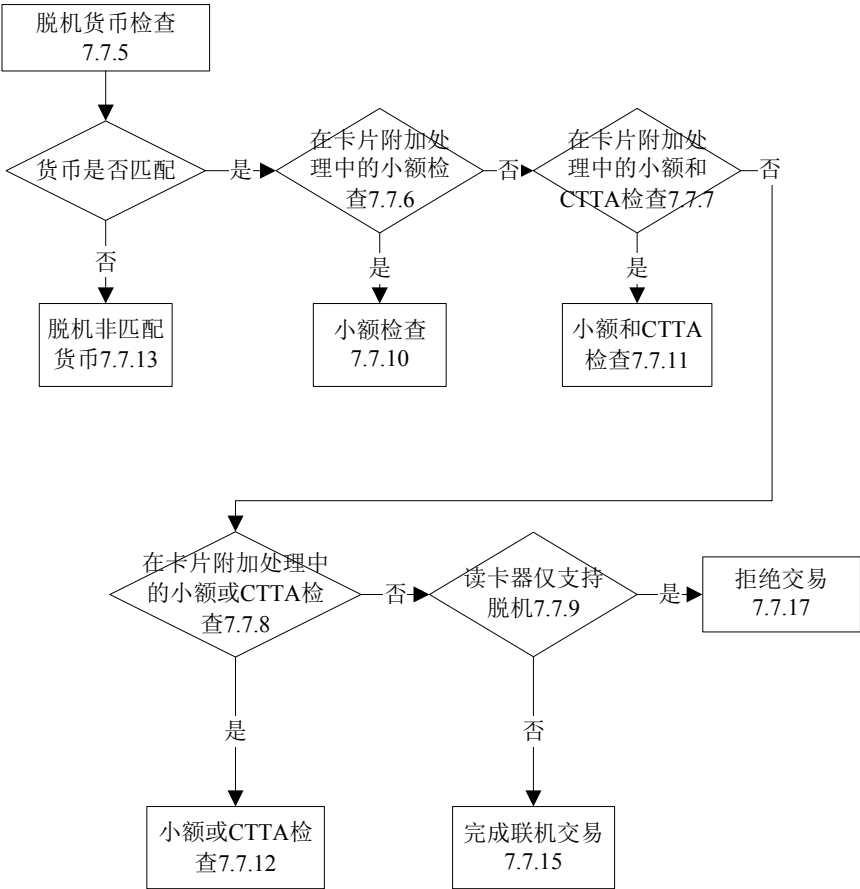 脱机货币检查
7.7.5
货币是否匹配
是
在卡片附加处
理中的小额检
查7.7.6
否
在卡片附加处
理中的小额和
CTTA检查7.7.7
否
否
是
是
脱机非匹配
货币7.7.13
小额检查
7.7.10
小额和CTTA
检查7.7.11
在卡片附加处理中
的小额或CTTA检
查7.7.8
否
读卡器仅支持
脱机7.7.9
是
拒绝交易
7.7.17
是
否
小额或CTTA检
查7.7.12
完成联机交易
7.7.15